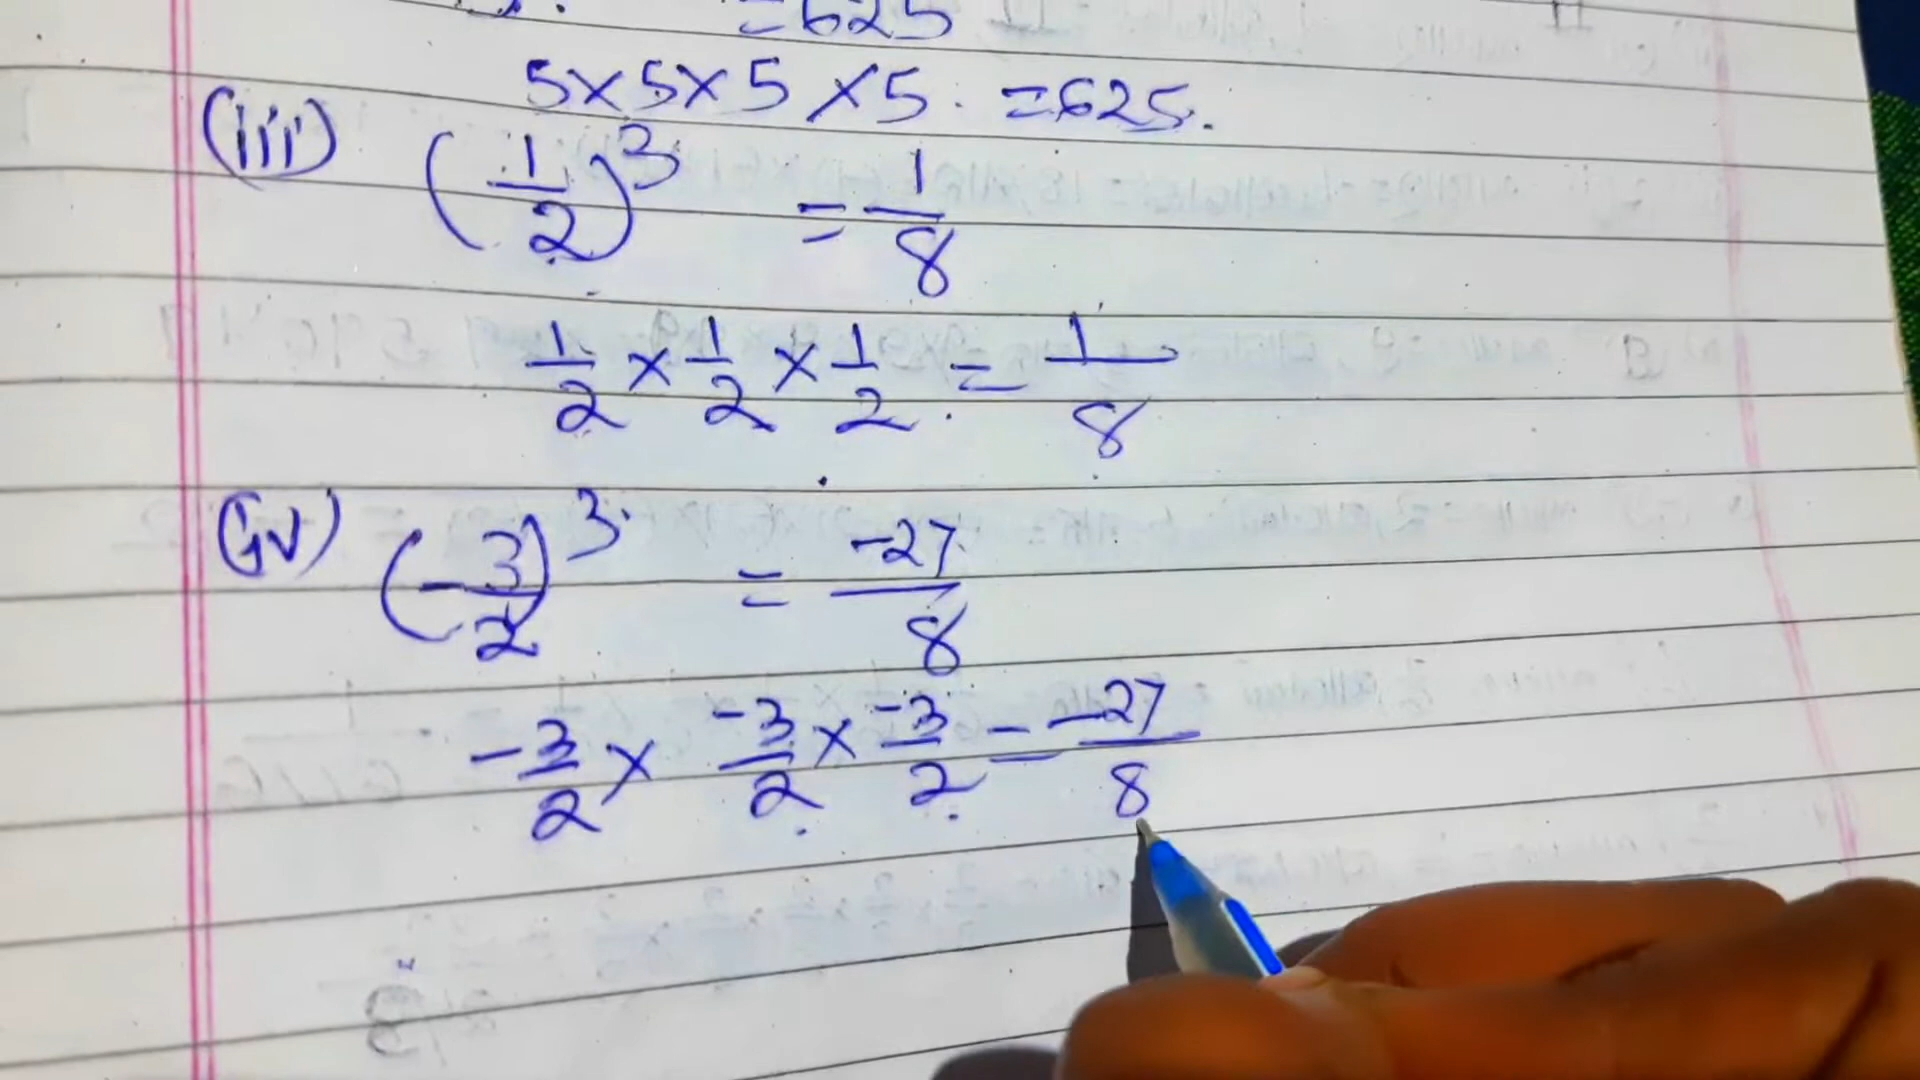 =625
5×5×5×5. =625.
(iii) (1/2)³ = 1/8
1/2 × 1/2 × 1/2 = 1/8
(iv) (-3/2)³ = -27/8
-3/2 × -3/2 × -3/2 = -27/8